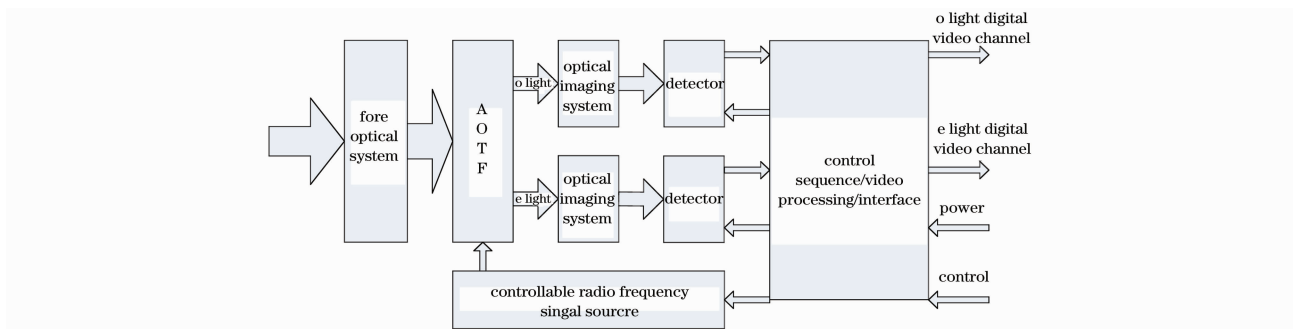 fore
optical
system
A
O
T
F
o light
optical
imaging
system
detector
e light
optical
imaging
system
detector
controllable radio frequency
singal sourcre
control
sequence/video
processing/interface
o light digital
video channel
e light digital
video channel
power
control